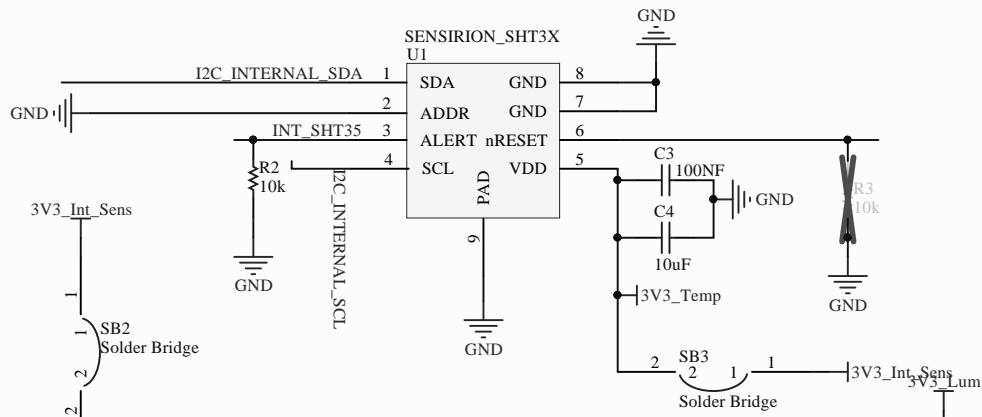 GND
SENSIRION_SHT3X
U1
I2C_INTERNAL_SDA 1 SDA GND 8
GND 2 ADDR GND 7
INT_SHT35 3 ALERT nRESET 6
4 SCL VDD 5
R2
10k
I2C_INTERNAL_SCL
PAD
9
C3
100NF
GND
C4
10uF
R3
10k
3V3_Int_Sens
GND
GND
GND
3V3_Temp
1
1
SB2
Solder Bridge
2
2
2 SB3
2 1 1
Solder Bridge
3V3_Int_Sens
3V3_Lum